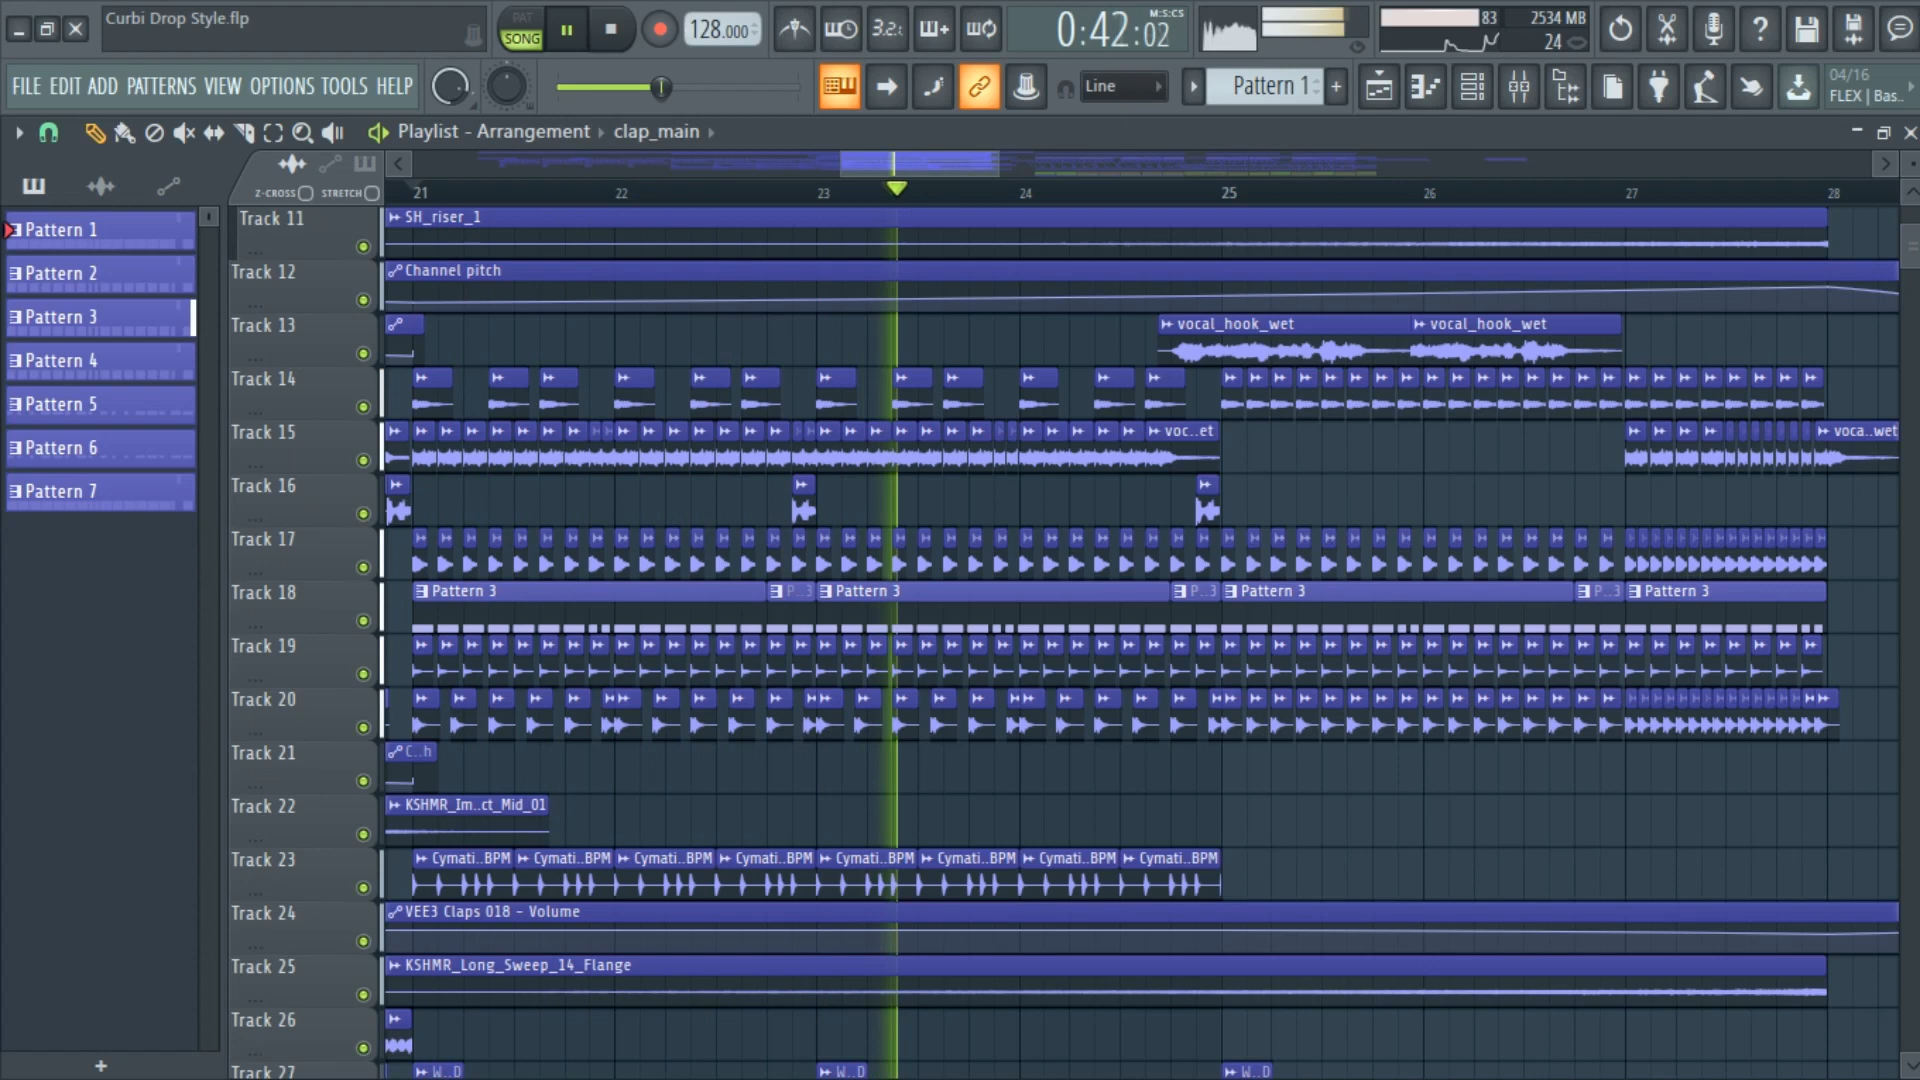 Curbi Drop Style.flp
PAT
SONG
128.000
3.2
0:42:02
M:S:CS
83
2534 MB
24
FILE EDIT ADD PATTERNS VIEW OPTIONS TOOLS HELP
Line
Pattern 1
+
04/16
FLEX | Bas..
Playlist - Arrangement
clap_main
Z-CROSS
STRETCH
21
22
23
24
25
26
27
28
Pattern 1
Pattern 2
Pattern 3
Pattern 4
Pattern 5
Pattern 6
Pattern 7
+
Track 11
SH_riser_1
Track 12
Channel pitch
Track 13
vocal_hook_wet
vocal_hook_wet
Track 14
Track 15
voc..et
voca..wet
Track 16
Track 17
Track 18
Pattern 3
P..3
Pattern 3
P..3
Pattern 3
P..3
Pattern 3
Track 19
Track 20
Track 21
C..h
Track 22
KSHMR_Im..ct_Mid_01
Track 23
Cymati..BPM
Cymati..BPM
Cymati..BPM
Cymati..BPM
Cymati..BPM
Cymati..BPM
Cymati..BPM
Cymati..BPM
Track 24
VEE3 Claps 018 - Volume
Track 25
KSHMR_Long_Sweep_14_Flange
Track 26
Track 27
W..D
W..D
W..D